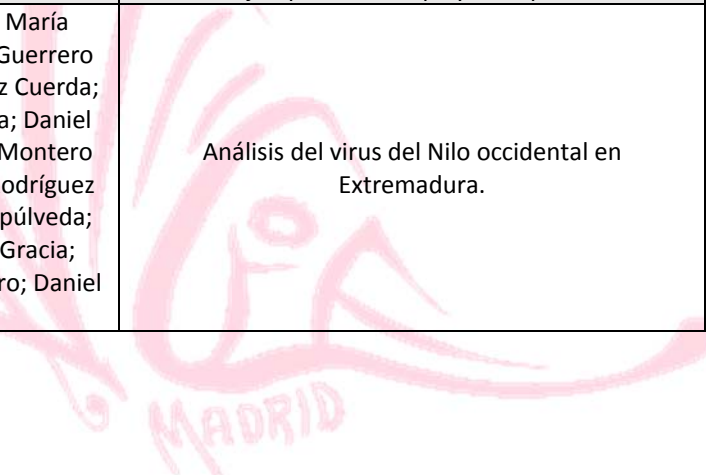 María
Guerrero
z Cuerda;
a; Daniel
Montero
odríguez
púlveda;
Gracia;
ro; Daniel
Análisis del virus del Nilo occidental en
Extremadura.
MADRID